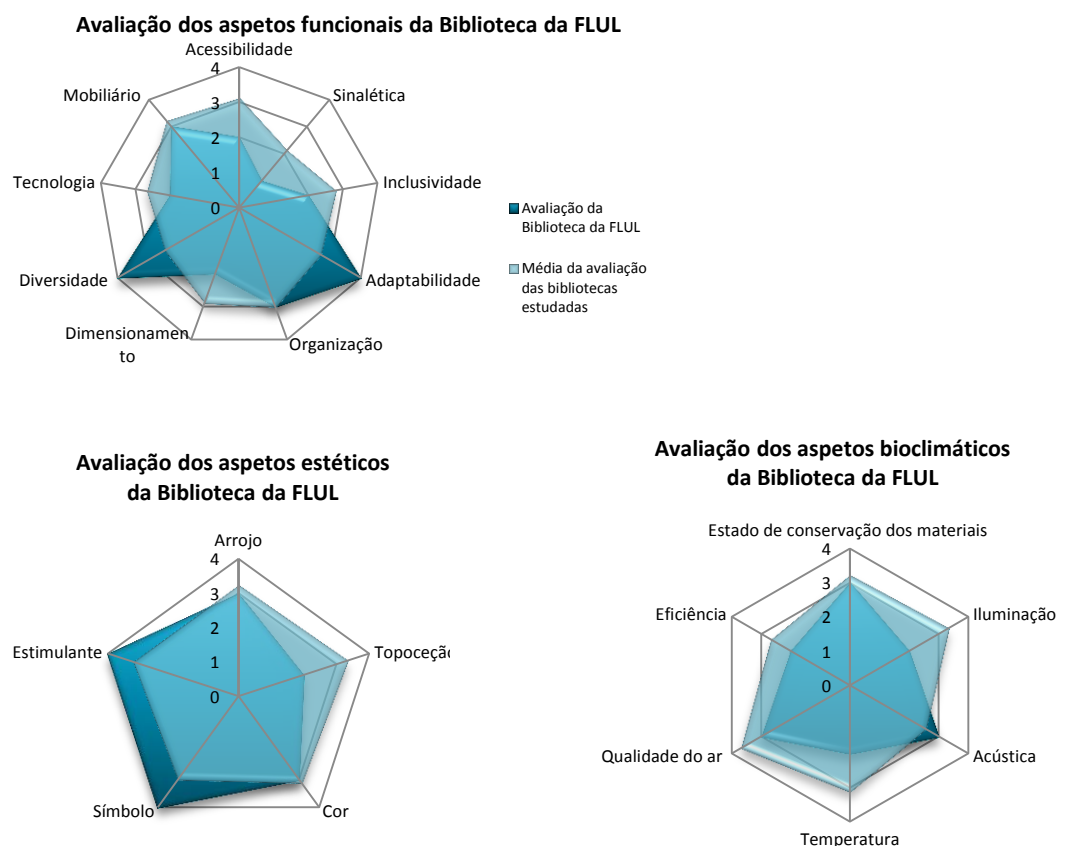 Avaliação dos aspetos funcionais da Biblioteca da FLUL
Acessibilidade
4
Mobiliário
Sinalética
3
2
Tecnologia
1
Inclusividade
0
Avaliação da
Biblioteca da FLUL
Média da avaliação
das bibliotecas
estudadas
Diversidade
Adaptabilidade
Dimensionamen
to
Organização
Avaliação dos aspetos estéticos
da Biblioteca da FLUL
Arrojo
4
3
2
Estimulante
1
Topoceçã
0
Símbolo
Cor
Avaliação dos aspetos bioclimáticos
da Biblioteca da FLUL
Estado de conservação dos materiais
4
3
Eficiência
2
Iluminação
1
0
Qualidade do ar
Acústica
Temperatura